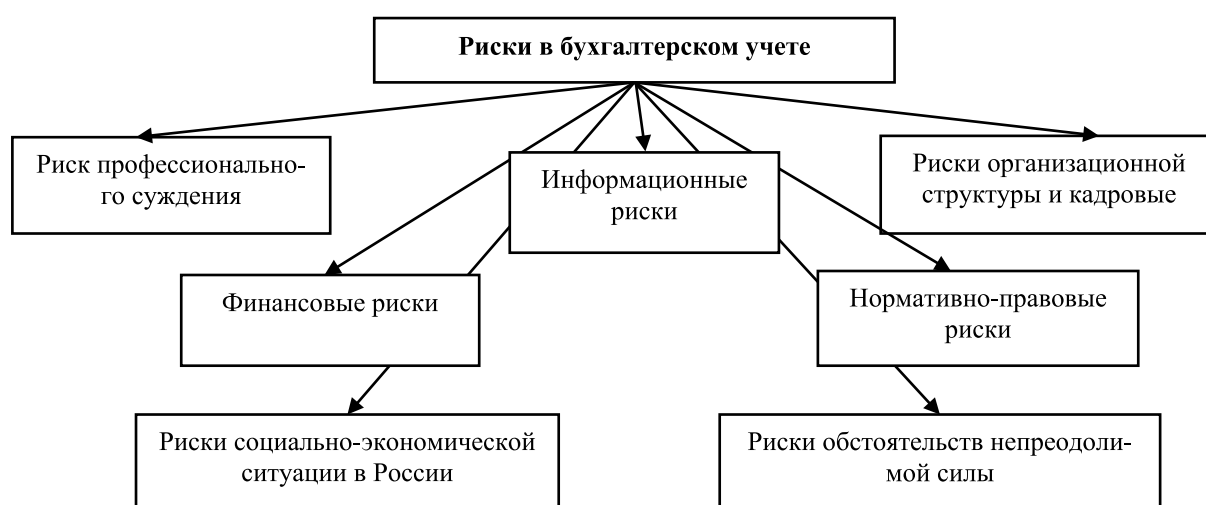 Риски в бухгалтерском учете
Риск профессионально-
го суждения
Информационные
риски
Риски организационной
структуры и кадровые
Финансовые риски
Нормативно-правовые
риски
Риски социально-экономической
ситуации в России
Риски обстоятельств непреодоли-
мой силы